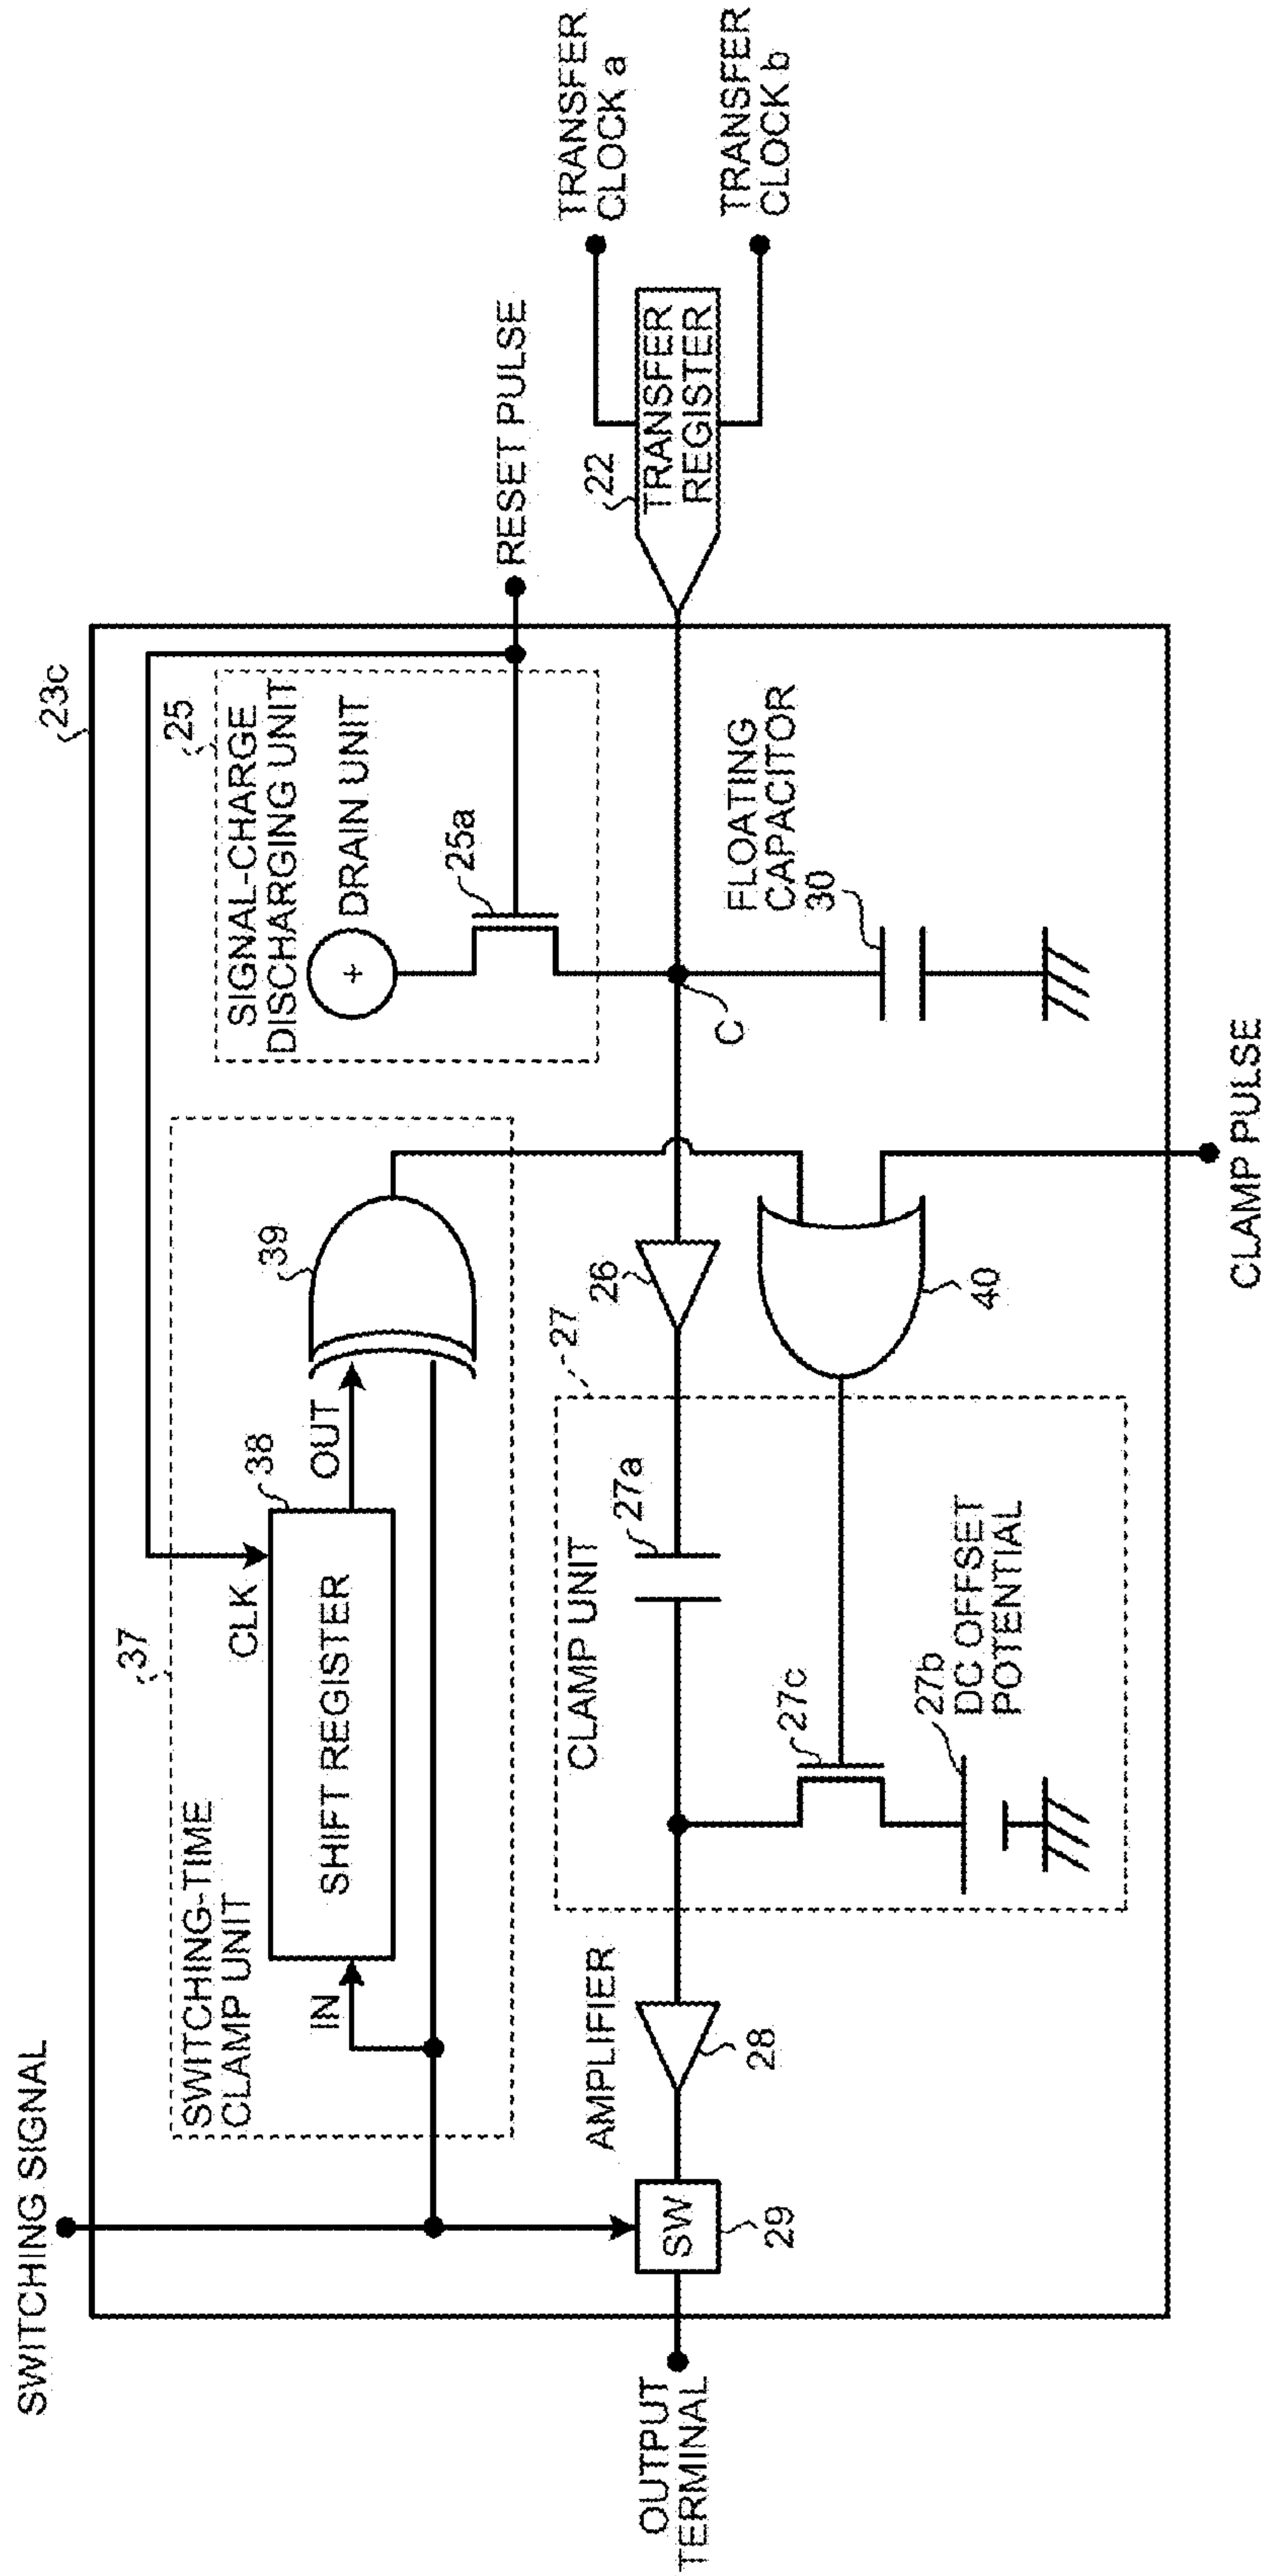 SWITCHING SIGNAL
23c
37
SWITCHING-TIME
CLAMP UNIT
IN
SHIFT REGISTER
CLK
38
OUT
39
25
SIGNAL-CHARGE
DISCHARGING UNIT
+
DRAIN UNIT
25a
RESET PULSE
TRANSFER
CLOCK a
22
TRANSFER
REGISTER
TRANSFER
CLOCK b
OUTPUT
TERMINAL
SW
29
AMPLIFIER
28
CLAMP UNIT
27a
27
26
C
FLOATING
CAPACITOR
30
27c
27b
DC OFFSET
POTENTIAL
40
CLAMP PULSE